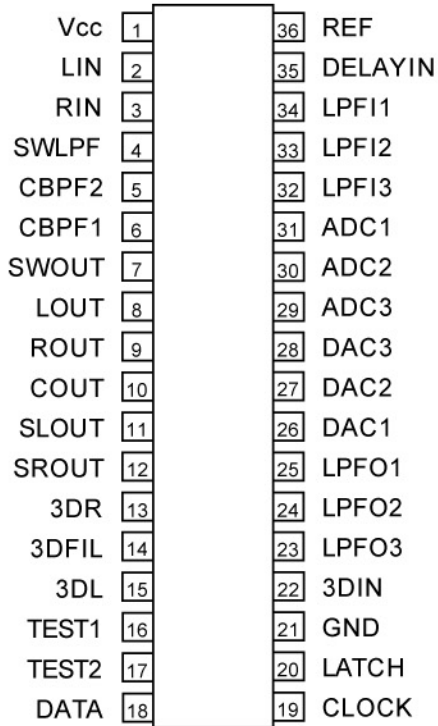 Vcc 1 36 REF
LIN 2 35 DELAYIN
RIN 3 34 LPFI1
SWLPF 4 33 LPFI2
CBPF2 5 32 LPFI3
CBPF1 6 31 ADC1
SWOUT 7 30 ADC2
LOUT 8 29 ADC3
ROUT 9 28 DAC3
COUT 10 27 DAC2
SLOUT 11 26 DAC1
SROUT 12 25 LPFO1
3DR 13 24 LPFO2
3DFIL 14 23 LPFO3
3DL 15 22 3DIN
TEST1 16 21 GND
TEST2 17 20 LATCH
DATA 18 19 CLOCK